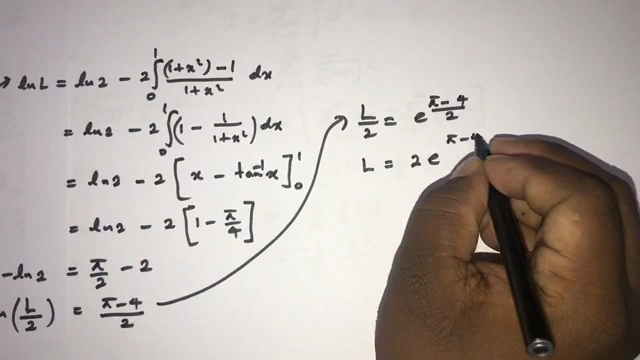 → ln L = ln 2 − 2 ∫₀¹ ((1+x²) − 1)/(1+x²) dx
= ln 2 − 2 ∫₀¹ (1 − 1/(1+x²)) dx
= ln 2 − 2 [x − tan⁻¹x]₀¹
= ln 2 − 2 [1 − π/4]
− ln 2 = π/2 − 2
(L/2) = (π−4)/2
L/2 = e^((π−4)/2)
L = 2 e^(π−